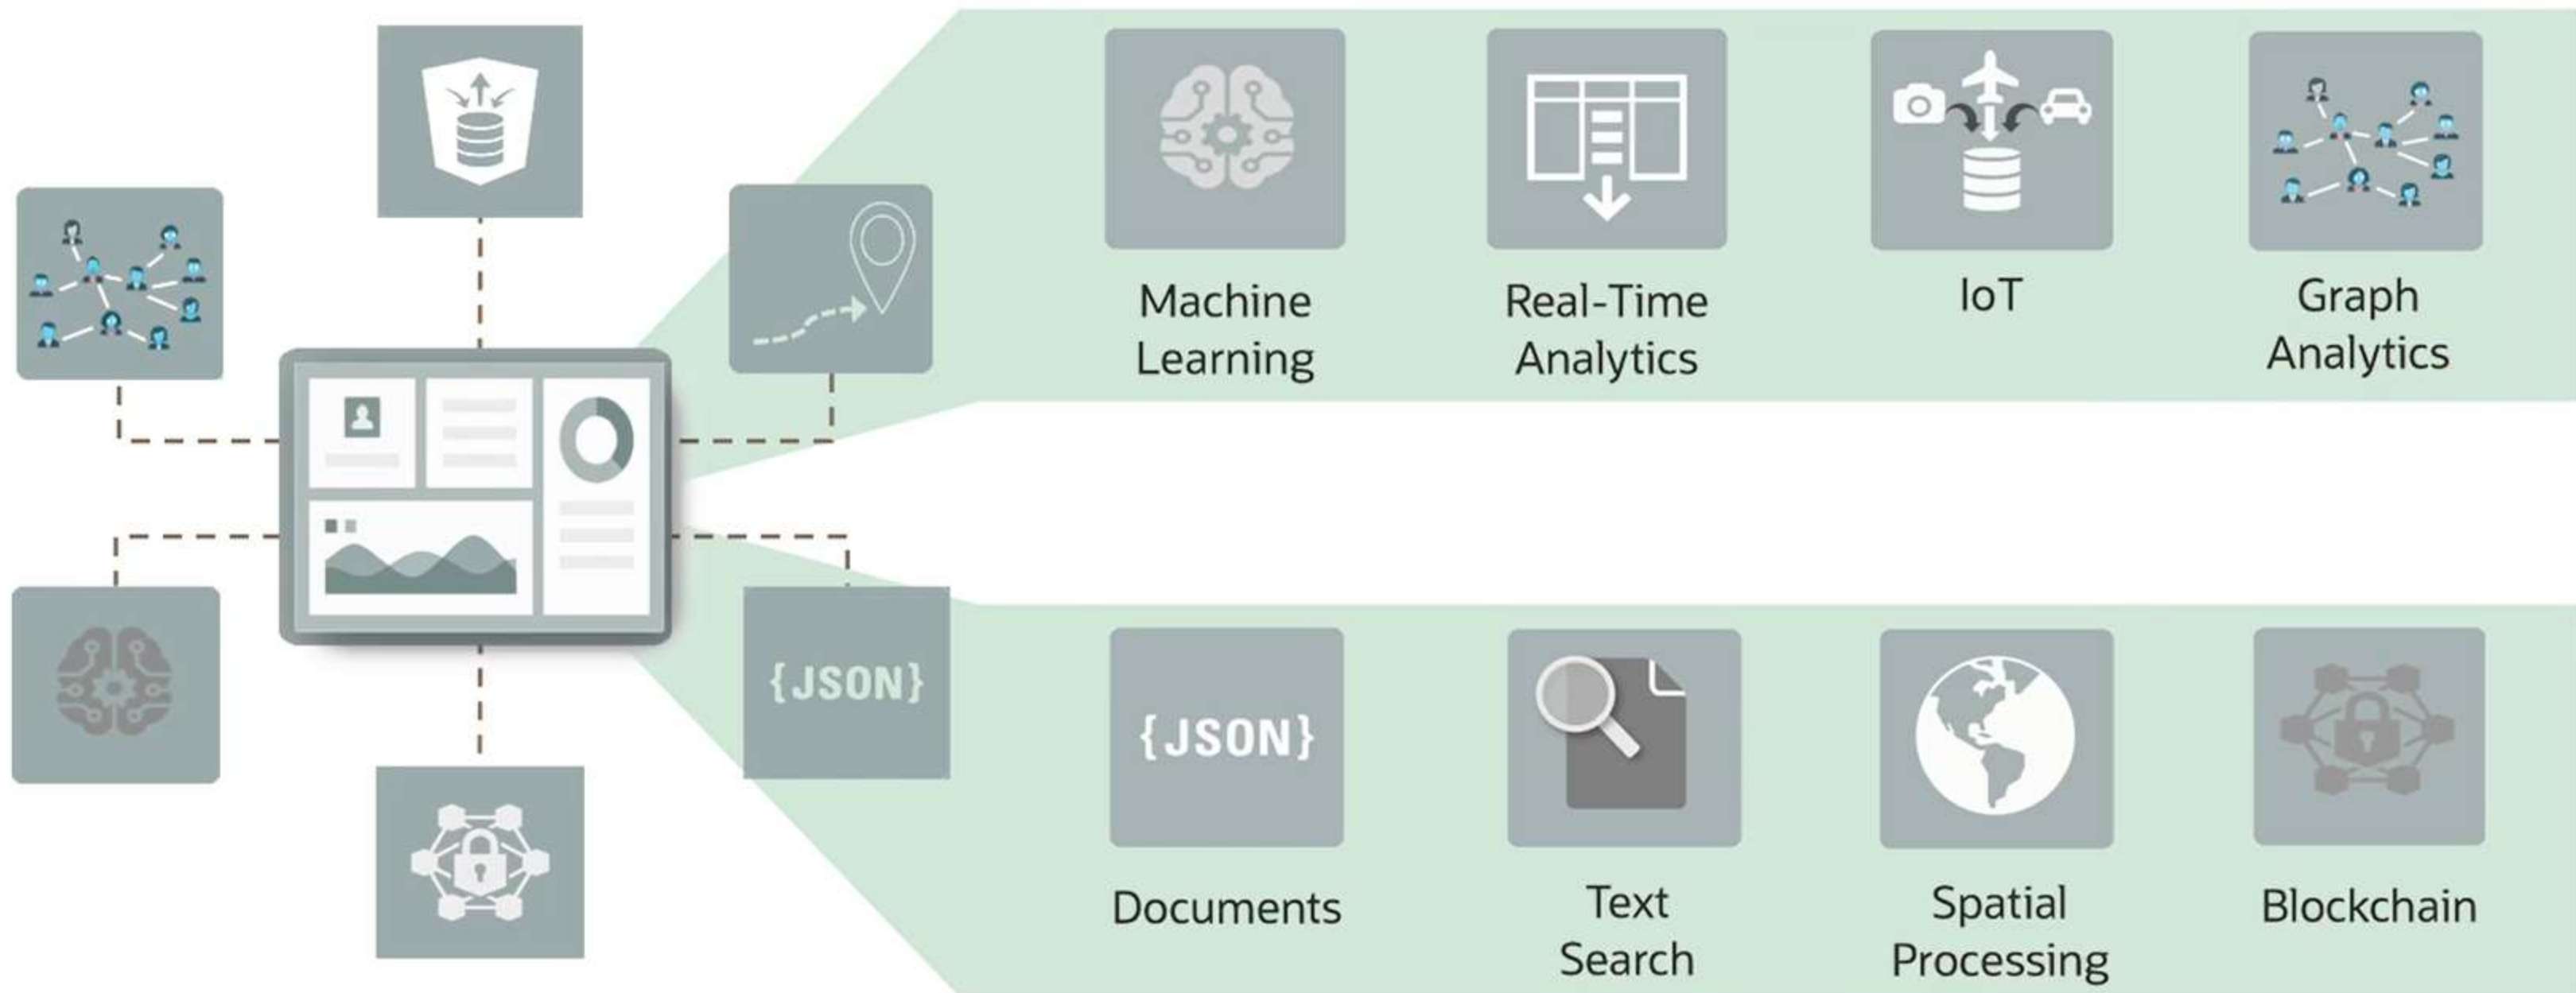 Machine
Learning
Real-Time
Analytics
IoT
Graph
Analytics
{JSON}
{JSON}
Documents
Text
Search
Spatial
Processing
Blockchain